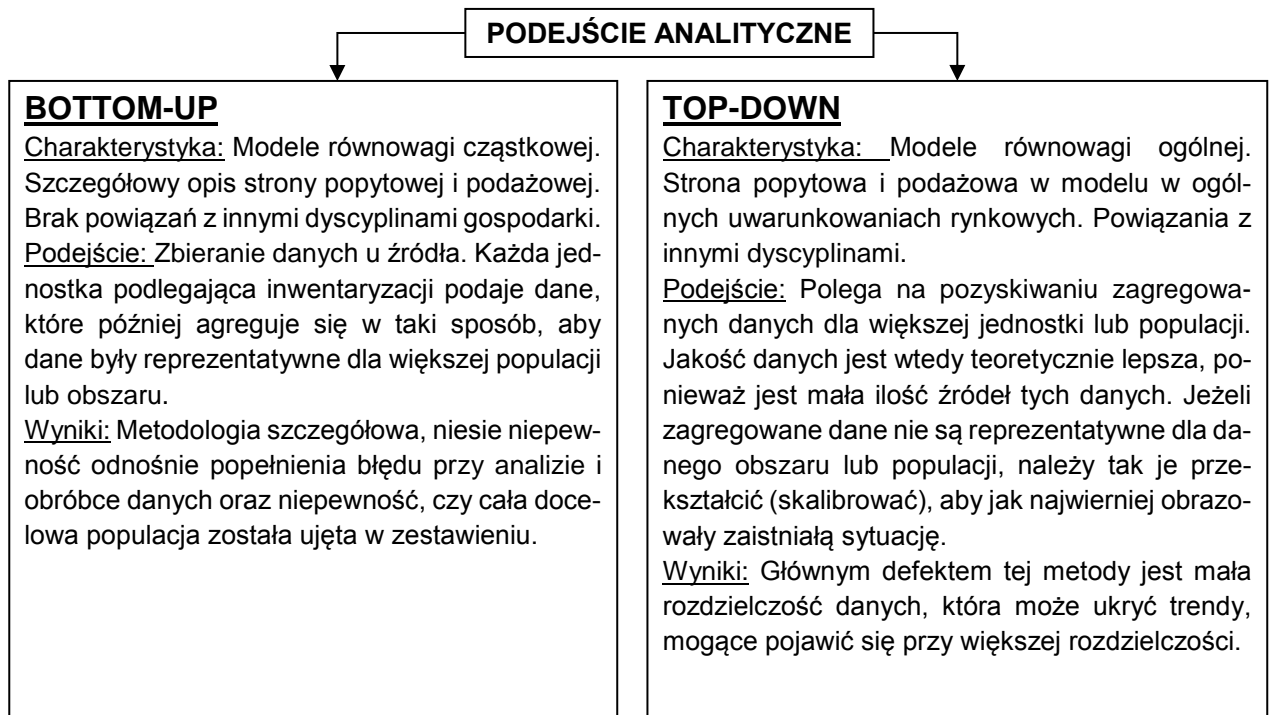 PODEJŚCIE ANALITYCZNE
BOTTOM-UP
Charakterystyka: Modele równowagi cząstkowej.
Szczegółowy opis strony popytowej i podażowej.
Brak powiązań z innymi dyscyplinami gospodarki.
Podejście: Zbieranie danych u źródła. Każda jed-
nostka podlegająca inwentaryzacji podaje dane,
które później agreguje się w taki sposób, aby
dane były reprezentatywne dla większej populacji
lub obszaru.
Wyniki: Metodologia szczegółowa, niesie niepew-
ność odnośnie popełnienia błędu przy analizie i
obróbce danych oraz niepewność, czy cała doce-
lowa populacja została ujęta w zestawieniu.
TOP-DOWN
Charakterystyka: Modele równowagi ogólnej.
Strona popytowa i podażowa w modelu w ogól-
nych uwarunkowaniach rynkowych. Powiązania z
innymi dyscyplinami.
Podejście: Polega na pozyskiwaniu zagregowa-
nych danych dla większej jednostki lub populacji.
Jakość danych jest wtedy teoretycznie lepsza, po-
nieważ jest mała ilość źródeł tych danych. Jeżeli
zagregowane dane nie są reprezentatywne dla da-
nego obszaru lub populacji, należy tak je prze-
kształcić (skalibrować), aby jak najwierniej obrazo-
wały zaistniałą sytuację.
Wyniki: Głównym defektem tej metody jest mała
rozdzielczość danych, która może ukryć trendy,
mogące pojawić się przy większej rozdzielczości.